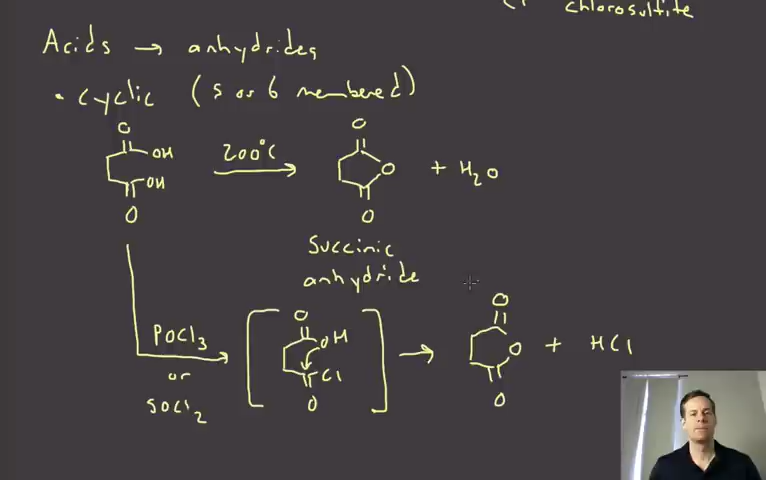 chlorosulfite
Acids → anhydrides
• cyclic (5 or 6 membered)
O
OH
OH
O
200°C
O
O
O
+ H2O
Succinic
anhydride
POCl3
or
SOCl2
O
OH
Cl
O
O
O
O
+ HCl